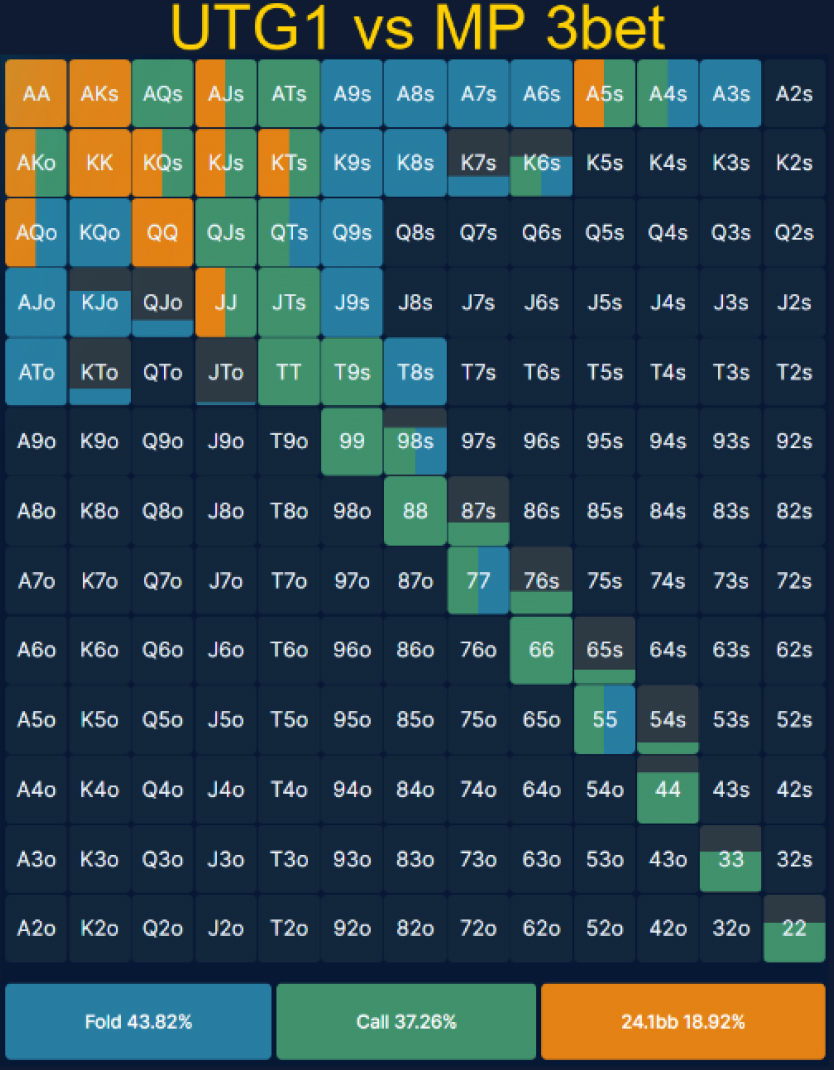 UTG1 vs MP 3bet
AA AKs AQs AJs ATs A9s A8s A7s A6s A5s A4s A3s A2s
AKo KK KQs KJs KTs K9s K8s K7s K6s K5s K4s K3s K2s
AQo KQo QQ QJs QTs Q9s Q8s Q7s Q6s Q5s Q4s Q3s Q2s
AJo KJo QJo JJ JTs J9s J8s J7s J6s J5s J4s J3s J2s
ATo KTo QTo JTo TT T9s T8s T7s T6s T5s T4s T3s T2s
A9o K9o Q9o J9o T9o 99 98s 97s 96s 95s 94s 93s 92s
A8o K8o Q8o J8o T8o 98o 88 87s 86s 85s 84s 83s 82s
A7o K7o Q7o J7o T7o 97o 87o 77 76s 75s 74s 73s 72s
A6o K6o Q6o J6o T6o 96o 86o 76o 66 65s 64s 63s 62s
A5o K5o Q5o J5o T5o 95o 85o 75o 65o 55 54s 53s 52s
A4o K4o Q4o J4o T4o 94o 84o 74o 64o 54o 44 43s 42s
A3o K3o Q3o J3o T3o 93o 83o 73o 63o 53o 43o 33 32s
A2o K2o Q2o J2o T2o 92o 82o 72o 62o 52o 42o 32o 22
Fold 43.82% Call 37.26% 24.1bb 18.92%